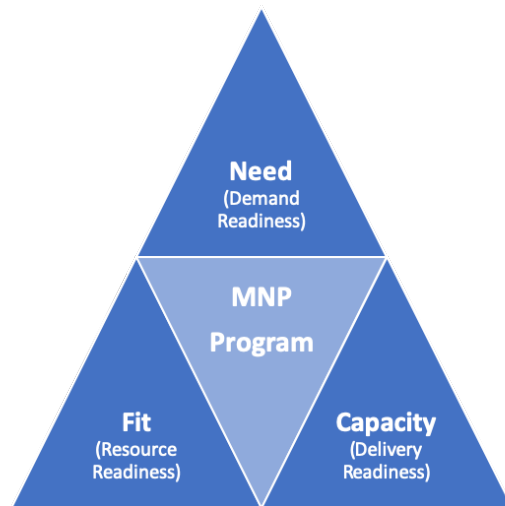 Need
(Demand
Readiness)
MNP
Program
Fit
(Resource
Readiness)
Capacity
(Delivery
Readiness)